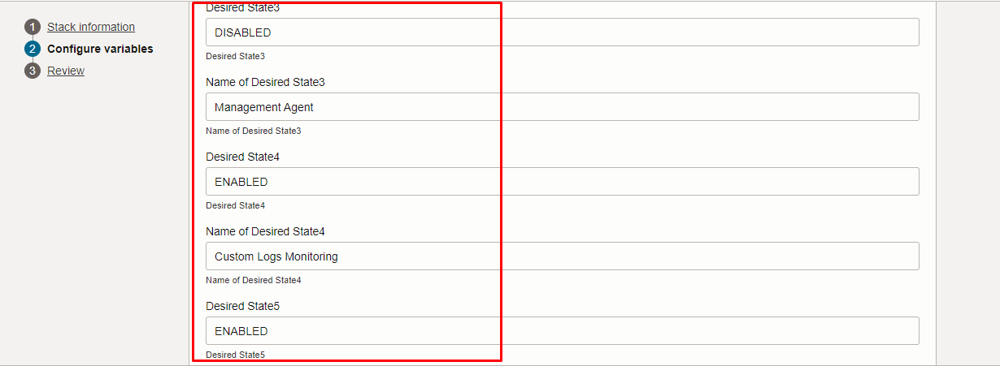 1 Stack information
2 Configure variables
3 Review
Desired State3
DISABLED
Desired State3
Name of Desired State3
Management Agent
Name of Desired State3
Desired State4
ENABLED
Desired State4
Name of Desired State4
Custom Logs Monitoring
Name of Desired State4
Desired State5
ENABLED
Desired State5